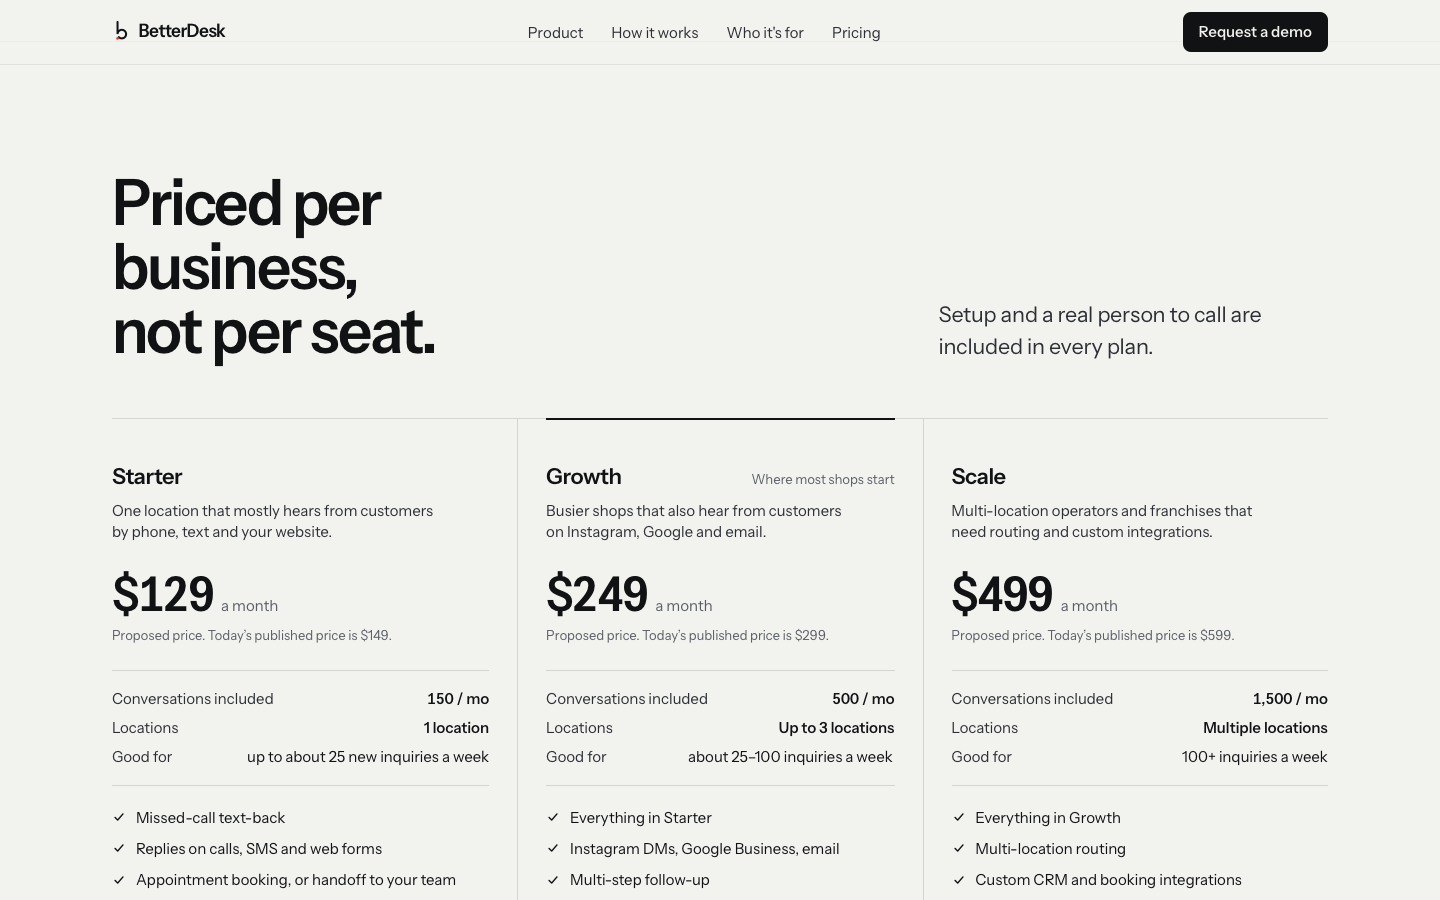 BetterDesk
Product
How it works
Who it's for
Pricing
Request a demo
Priced per
business,
not per seat.
Setup and a real person to call are
included in every plan.
Starter
One location that mostly hears from customers
by phone, text and your website.
$129 a month
Proposed price. Today's published price is $149.
Conversations included 150 / mo
Locations 1 location
Good for up to about 25 new inquiries a week
Missed-call text-back
Replies on calls, SMS and web forms
Appointment booking, or handoff to your team
Growth
Where most shops start
Busier shops that also hear from customers
on Instagram, Google and email.
$249 a month
Proposed price. Today's published price is $299.
Conversations included 500 / mo
Locations Up to 3 locations
Good for about 25–100 inquiries a week
Everything in Starter
Instagram DMs, Google Business, email
Multi-step follow-up
Scale
Multi-location operators and franchises that
need routing and custom integrations.
$499 a month
Proposed price. Today's published price is $599.
Conversations included 1,500 / mo
Locations Multiple locations
Good for 100+ inquiries a week
Everything in Growth
Multi-location routing
Custom CRM and booking integrations